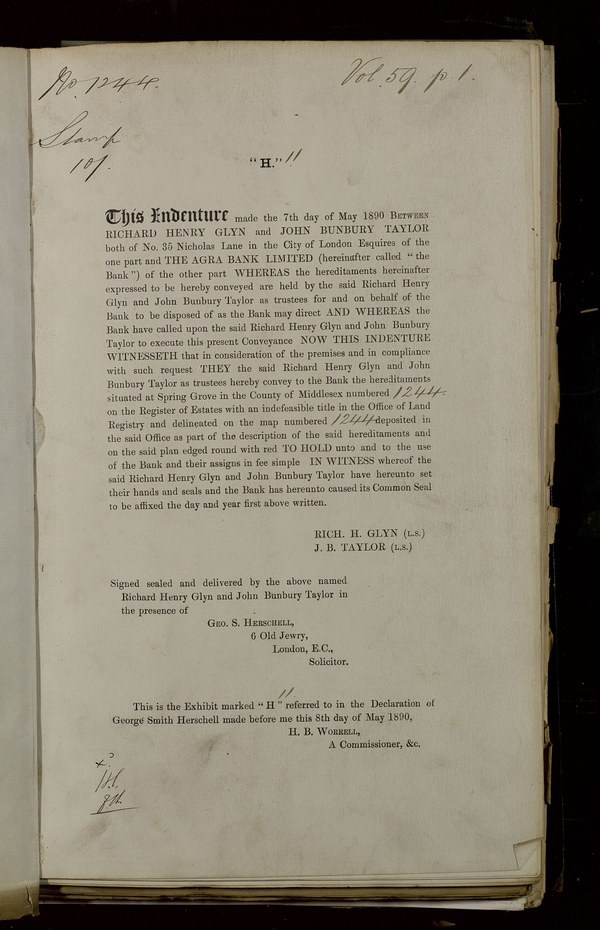 No. 1244.
Vol. 59. p 1.
Stamp
10/.
"H." 11
This Indenture made the 7th day of May 1890 BETWEEN
RICHARD HENRY GLYN and JOHN BUNBURY TAYLOR
both of No. 35 Nicholas Lane in the City of London Esquires of the
one part and THE AGRA BANK LIMITED (hereinafter called "the
Bank") of the other part WHEREAS the hereditaments hereinafter
expressed to be hereby conveyed are held by the said Richard Henry
Glyn and John Bunbury Taylor as trustees for and on behalf of the
Bank to be disposed of as the Bank may direct AND WHEREAS the
Bank have called upon the said Richard Henry Glyn and John Bunbury
Taylor to execute this present Conveyance NOW THIS INDENTURE
WITNESSETH that in consideration of the premises and in compliance
with such request THEY the said Richard Henry Glyn and John
Bunbury Taylor as trustees hereby convey to the Bank the hereditaments
situated at Spring Grove in the County of Middlesex numbered 1244
on the Register of Estates with an indefeasible title in the Office of Land
Registry and delineated on the map numbered 1244 deposited in
the said Office as part of the description of the said hereditaments and
on the said plan edged round with red TO HOLD unto and to the use
of the Bank and their assigns in fee simple IN WITNESS whereof the
said Richard Henry Glyn and John Bunbury Taylor have hereunto set
their hands and seals and the Bank has hereunto caused its Common Seal
to be affixed the day and year first above written.
RICH. H. GLYN (L.S.)
J. B. TAYLOR (L.S.)
Signed sealed and delivered by the above named
Richard Henry Glyn and John Bunbury Taylor in
the presence of
GEO. S. HERSCHELL,
6 Old Jewry,
London, E.C.,
Solicitor.
11
This is the Exhibit marked "H" referred to in the Declaration of
George Smith Herschell made before me this 8th day of May 1890,
H. B. WORRELL,
A Commissioner, &c.